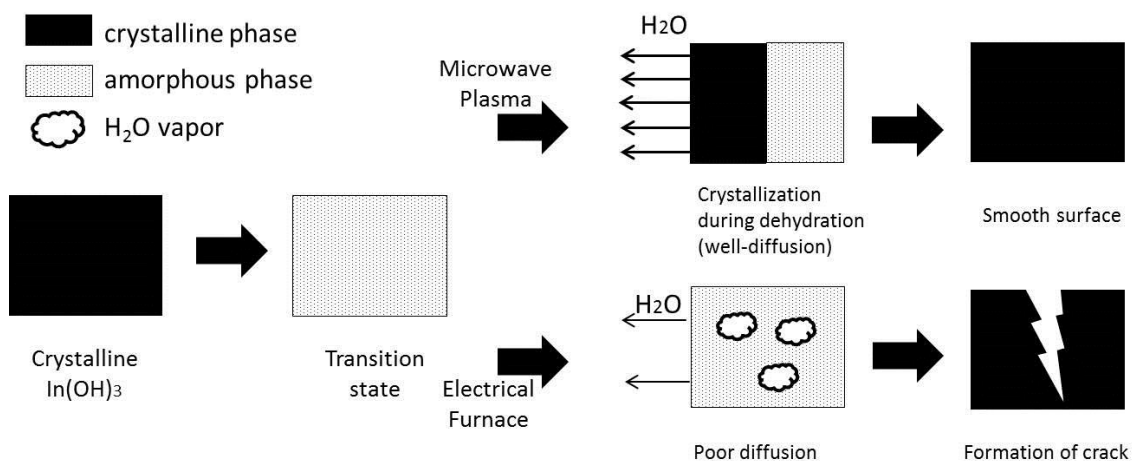 crystalline phase
amorphous phase
H₂O vapor
Crystalline
In(OH)3
Transition
state
Microwave
Plasma
H2O
Crystallization
during dehydration
(well-diffusion)
Smooth surface
Electrical
Furnace
H2O
Poor diffusion
Formation of crack